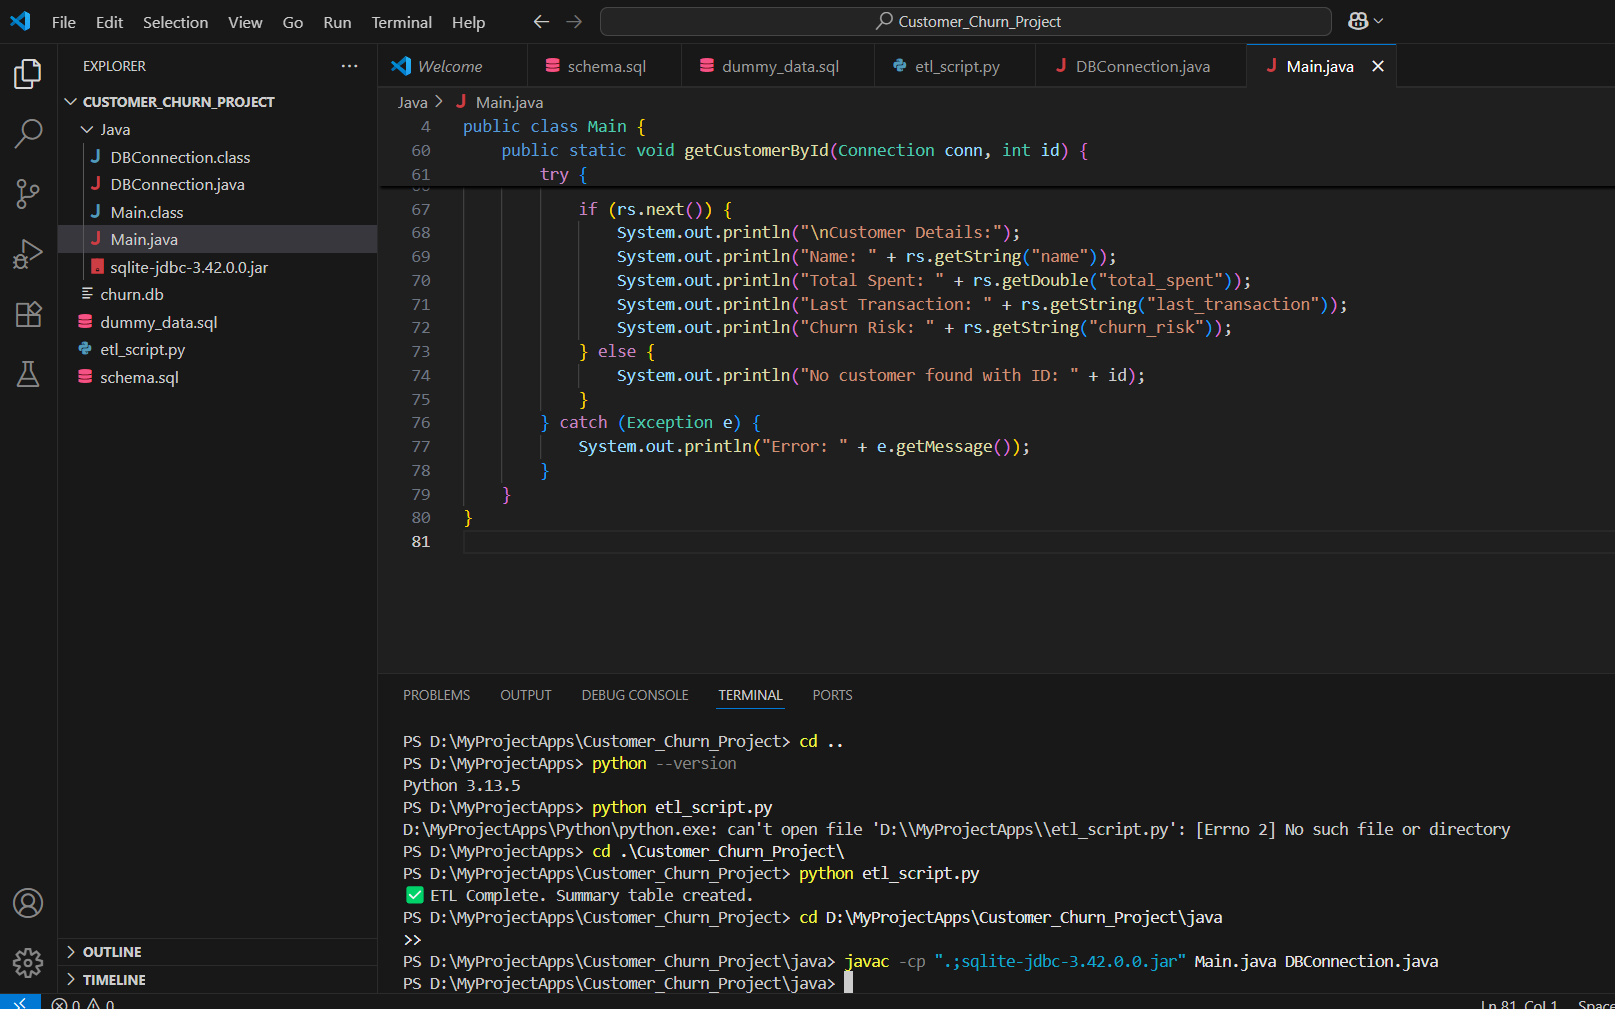 File Edit Selection View Go Run Terminal Help
Customer_Churn_Project
EXPLORER
Welcome
schema.sql
dummy_data.sql
etl_script.py
DBConnection.java
Main.java
CUSTOMER_CHURN_PROJECT
Java
DBConnection.class
DBConnection.java
Main.class
Main.java
sqlite-jdbc-3.42.0.0.jar
churn.db
dummy_data.sql
etl_script.py
schema.sql
OUTLINE
TIMELINE
Java > Main.java
4 public class Main {
60 public static void getCustomerById(Connection conn, int id) {
61 try {
67 if (rs.next()) {
68 System.out.println("\nCustomer Details:");
69 System.out.println("Name: " + rs.getString("name"));
70 System.out.println("Total Spent: " + rs.getDouble("total_spent"));
71 System.out.println("Last Transaction: " + rs.getString("last_transaction"));
72 System.out.println("Churn Risk: " + rs.getString("churn_risk"));
73 } else {
74 System.out.println("No customer found with ID: " + id);
75 }
76 } catch (Exception e) {
77 System.out.println("Error: " + e.getMessage());
78 }
79 }
80 }
81
PROBLEMS OUTPUT DEBUG CONSOLE TERMINAL PORTS
PS D:\MyProjectApps\Customer_Churn_Project> cd ..
PS D:\MyProjectApps> python --version
Python 3.13.5
PS D:\MyProjectApps> python etl_script.py
D:\MyProjectApps\Python\python.exe: can't open file 'D:\\MyProjectApps\\etl_script.py': [Errno 2] No such file or directory
PS D:\MyProjectApps> cd .\Customer_Churn_Project\
PS D:\MyProjectApps\Customer_Churn_Project> python etl_script.py
✅ ETL Complete. Summary table created.
PS D:\MyProjectApps\Customer_Churn_Project> cd D:\MyProjectApps\Customer_Churn_Project\java
>>
PS D:\MyProjectApps\Customer_Churn_Project\java> javac -cp ".;sqlite-jdbc-3.42.0.0.jar" Main.java DBConnection.java
PS D:\MyProjectApps\Customer_Churn_Project\java>
0 0
Ln 81, Col 1